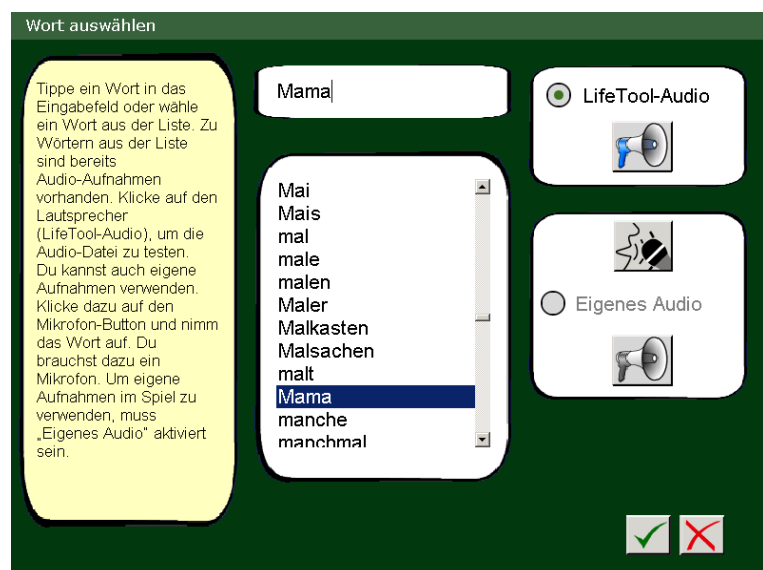 Wort auswählen
Tippe ein Wort in das
Eingabefeld oder wähle
ein Wort aus der Liste. Zu
Wörtern aus der Liste
sind bereits
Audio-Aufnahmen
vorhanden. Klicke auf den
Lautsprecher
(LifeTool-Audio), um die
Audio-Datei zu testen.
Du kannst auch eigene
Aufnahmen verwenden.
Klicke dazu auf den
Mikrofon-Button und nimm
das Wort auf. Du
brauchst dazu ein
Mikrofon. Um eigene
Aufnahmen im Spiel zu
verwenden, muss
„Eigenes Audio" aktiviert
sein.
Mama
Mai
Mais
mal
male
malen
Maler
Malkasten
Malsachen
malt
Mama
manche
manchmal
LifeTool-Audio
Eigenes Audio